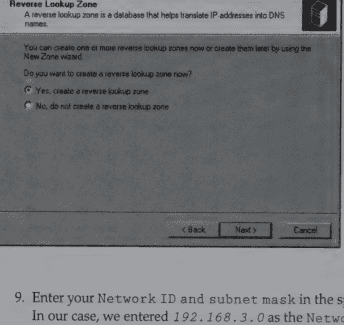 Reverse Lookup Zone
A reverse lookup zone is a database that helps translate IP addresses into DNS
names.
You can create one or more reverse lookup zones now or create them later by using the
New Zone wizard.
Do you want to create a reverse lookup zone now?
Yes, create a reverse lookup zone
No, do not create a reverse lookup zone
< Back
Next >
Cancel
9. Enter your Network ID and subnet mask in the
In our case, we entered 192.168.3.0 as the